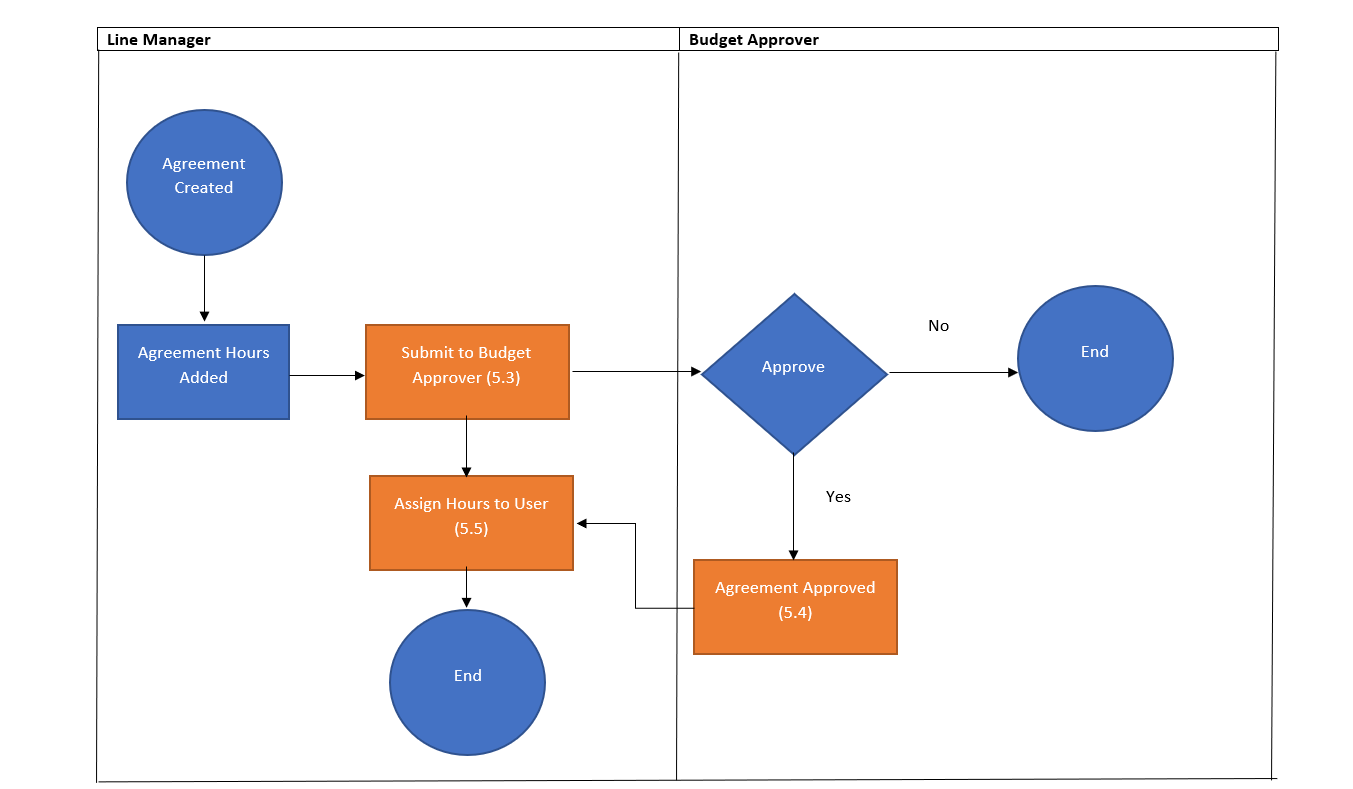 Line Manager
Budget Approver
Agreement
Created
Agreement Hours
Added
Submit to Budget
Approver (5.3)
Approve
No
End
Yes
Assign Hours to User
(5.5)
Agreement Approved
(5.4)
End